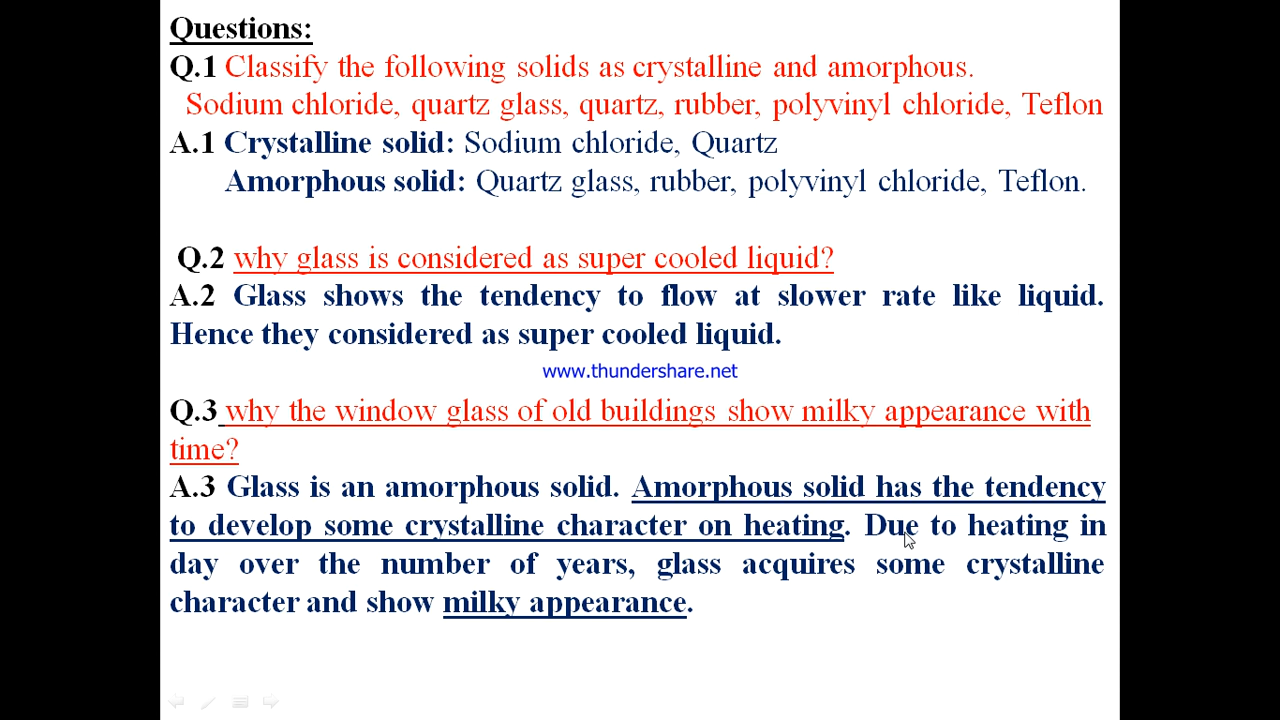 Questions:
Q.1 Classify the following solids as crystalline and amorphous.
Sodium chloride, quartz glass, quartz, rubber, polyvinyl chloride, Teflon
A.1 Crystalline solid: Sodium chloride, Quartz
Amorphous solid: Quartz glass, rubber, polyvinyl chloride, Teflon.
Q.2 why glass is considered as super cooled liquid?
A.2 Glass shows the tendency to flow at slower rate like liquid.
Hence they considered as super cooled liquid.
www.thundershare.net
Q.3 why the window glass of old buildings show milky appearance with
time?
A.3 Glass is an amorphous solid. Amorphous solid has the tendency
to develop some crystalline character on heating. Due to heating in
day over the number of years, glass acquires some crystalline
character and show milky appearance.